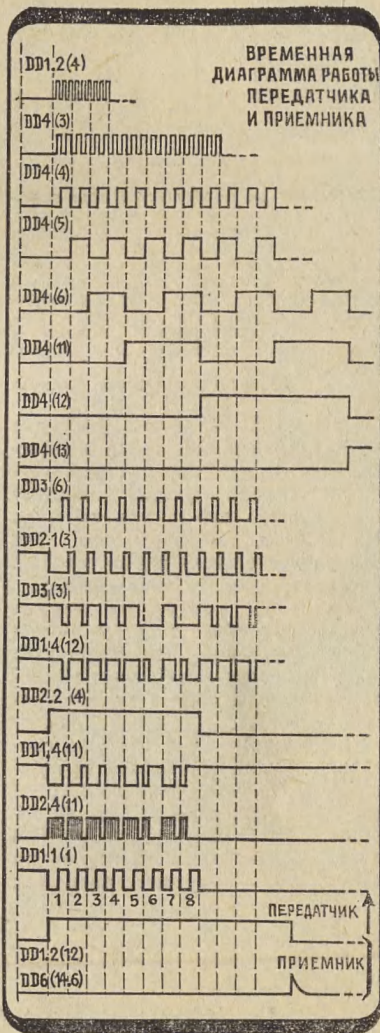 ВРЕМЕННАЯ
ДИАГРАММА РАБОТЫ
ПЕРЕДАТЧИКА
И ПРИЕМНИКА
DD1.2(4)
DD4(3)
DD4(4)
DD4(5)
DD4(6)
DD4(11)
DD4(12)
DD4(13)
DD3(6)
DD2.1(3)
DD3(3)
DD1.4(12)
DD2.2(4)
DD1.4(11)
DD2.4(11)
DD1.1(1)
1 2 3 4 5 6 7 8
ПЕРЕДАТЧИК
DD1.2(12)
ПРИЕМНИК
DD6(14.6)